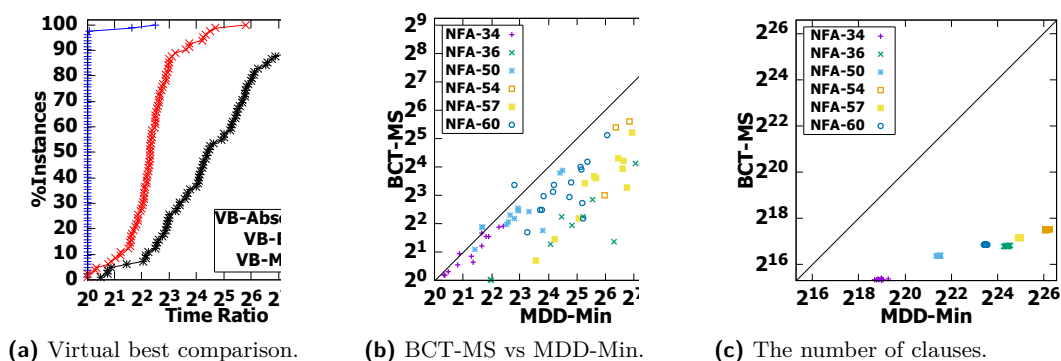 %Instances
100
90
80
70
60
50
40
30
20
10
0
2^0 2^1 2^2 2^3 2^4 2^5 2^6 2
Time Ratio
VB-Abs
VB-
VB-M
(a) Virtual best comparison.
BCT-MS
2^9
2^8
2^7
2^6
2^5
2^4
2^3
2^2
2^1
2^0
NFA-34
NFA-36
NFA-50
NFA-54
NFA-57
NFA-60
2^0 2^1 2^2 2^3 2^4 2^5 2^6 2^7
MDD-Min
(b) BCT-MS vs MDD-Min.
BCT-MS
2^26
2^24
2^22
2^20
2^18
2^16
NFA-34
NFA-36
NFA-50
NFA-54
NFA-57
NFA-60
2^16 2^18 2^20 2^22 2^24 2^26
MDD-Min
(c) The number of clauses.